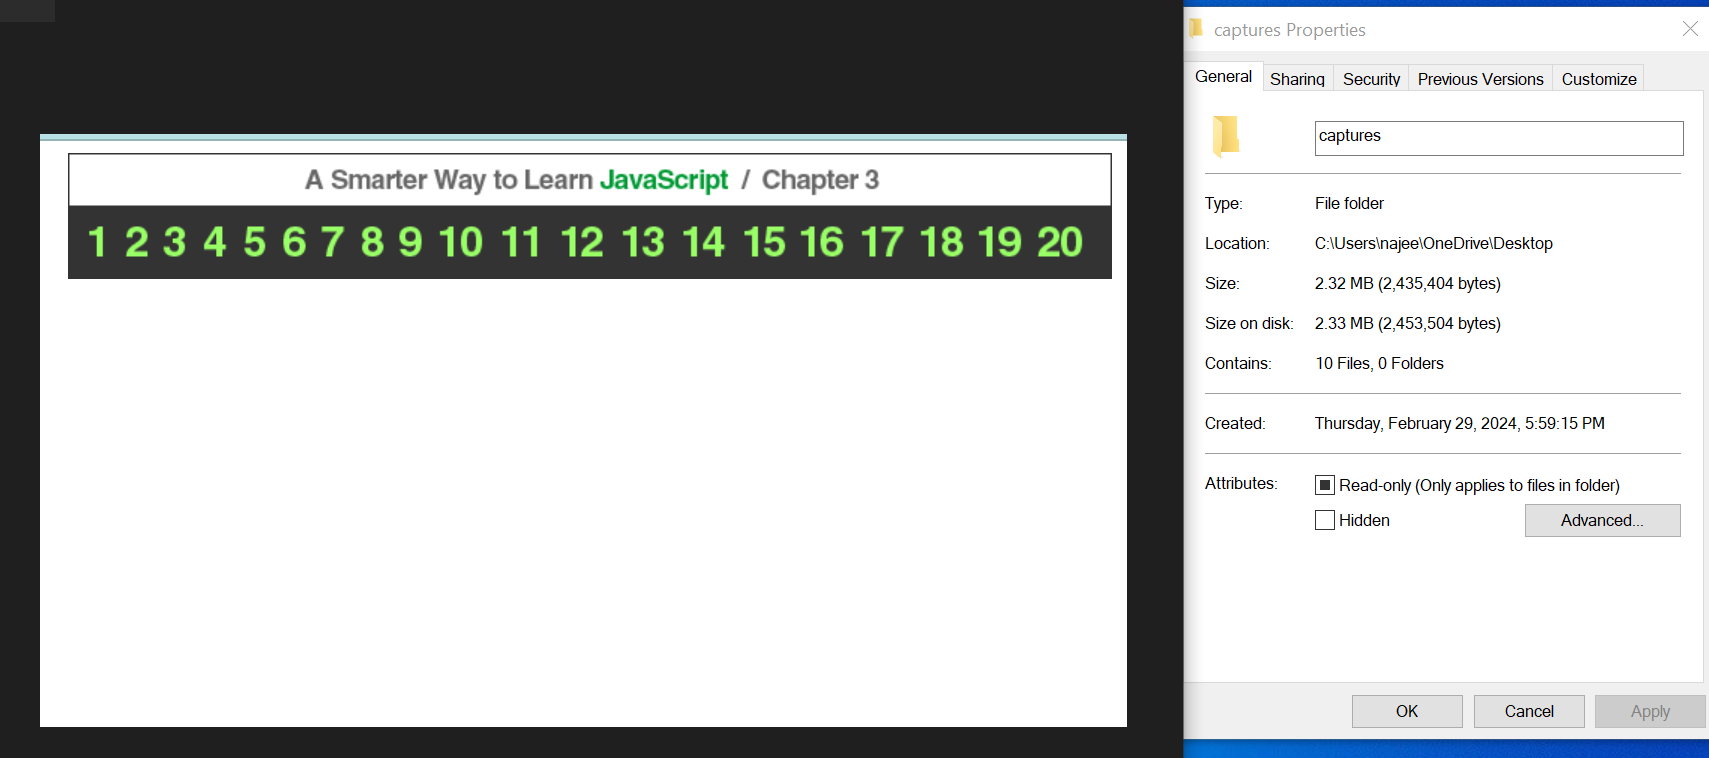 A Smarter Way to Learn JavaScript / Chapter 3
1 2 3 4 5 6 7 8 9 10 11 12 13 14 15 16 17 18 19 20
captures Properties
General Sharing Security Previous Versions Customize
captures
Type: File folder
Location: C:\Users\najee\OneDrive\Desktop
Size: 2.32 MB (2,435,404 bytes)
Size on disk: 2.33 MB (2,453,504 bytes)
Contains: 10 Files, 0 Folders
Created: Thursday, February 29, 2024, 5:59:15 PM
Attributes: Read-only (Only applies to files in folder)
Hidden Advanced...
OK Cancel Apply